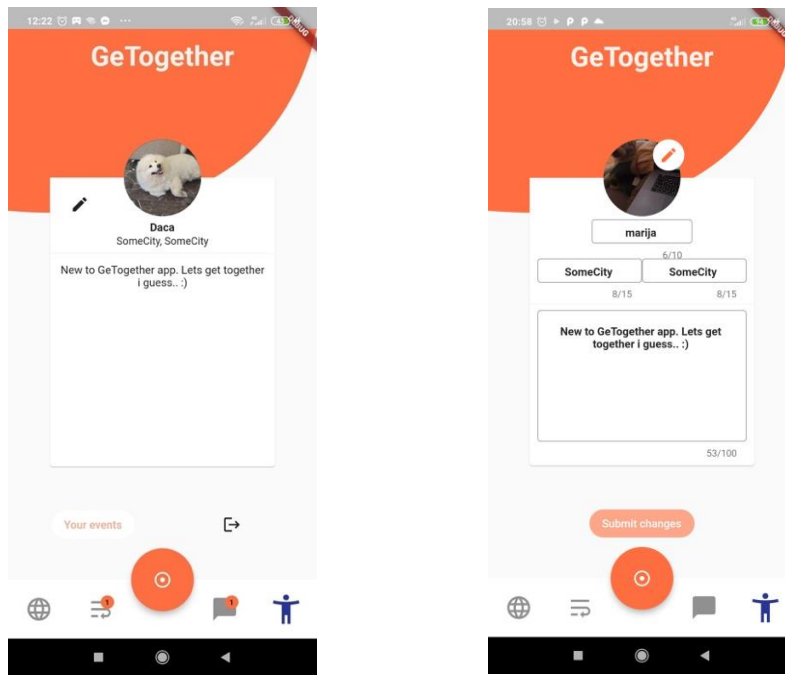 12:22
GeTogether
Daca
SomeCity, SomeCity
New to GeTogether app. Lets get together
i guess.. :)
Your events
1
1
20:58
GeTogether
marija
6/10
SomeCity
SomeCity
8/15
8/15
New to GeTogether app. Lets get
together i guess.. :)
53/100
Submit changes